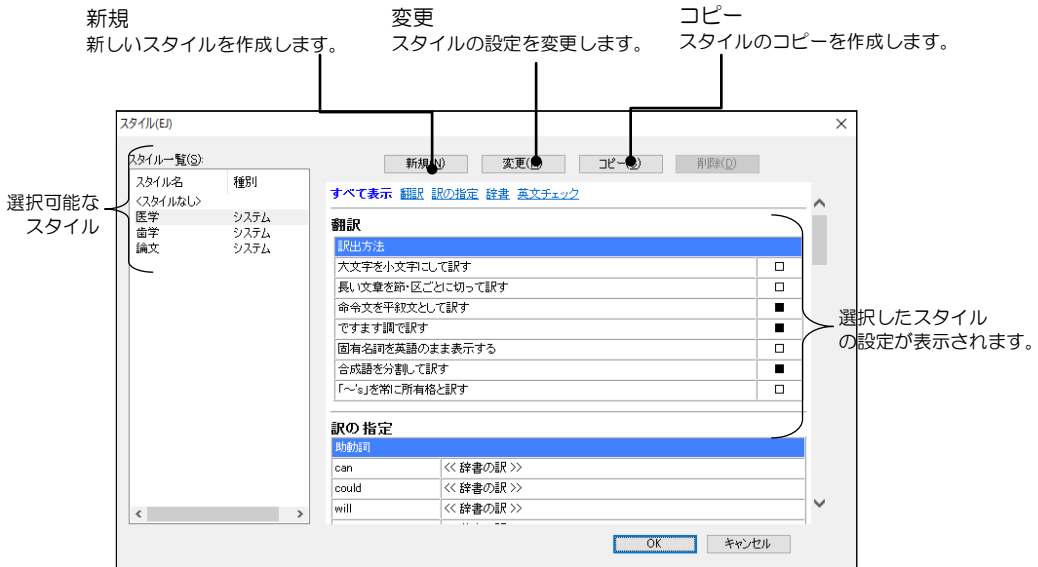 新規
新しいスタイルを作成します。
変更
スタイルの設定を変更します。
コピー
スタイルのコピーを作成します。
スタイル(EJ)
スタイル一覧(S):
新規(N)
変更(
コピー(
削除(D)
スタイル名 種別
<スタイルなし>
医学 システム
歯学 システム
論文 システム
選択可能な
スタイル
すべて表示 翻訳 訳の指定 辞書 英文チェック
翻訳
訳出方法
大文字を小文字にして訳す
長い文章を節・区ごとに切って訳す
命令文を平叙文として訳す
ですます調で訳す
固有名詞を英語のまま表示する
合成語を分割して訳す
「～'s」を常に所有格と訳す
選択したスタイル
の設定が表示されます。
訳の指定
助動詞
can << 辞書の訳 >>
could << 辞書の訳 >>
will << 辞書の訳 >>
OK
キャンセル